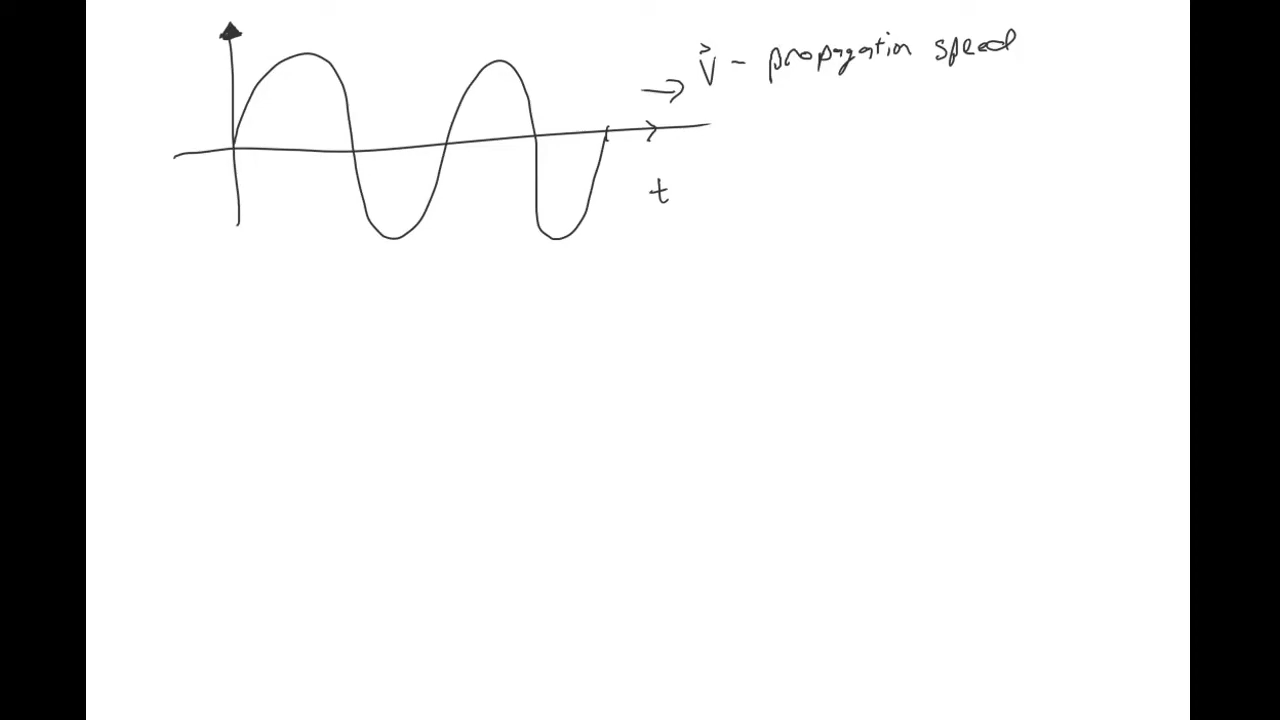 → v⃗ - propagation speed
t